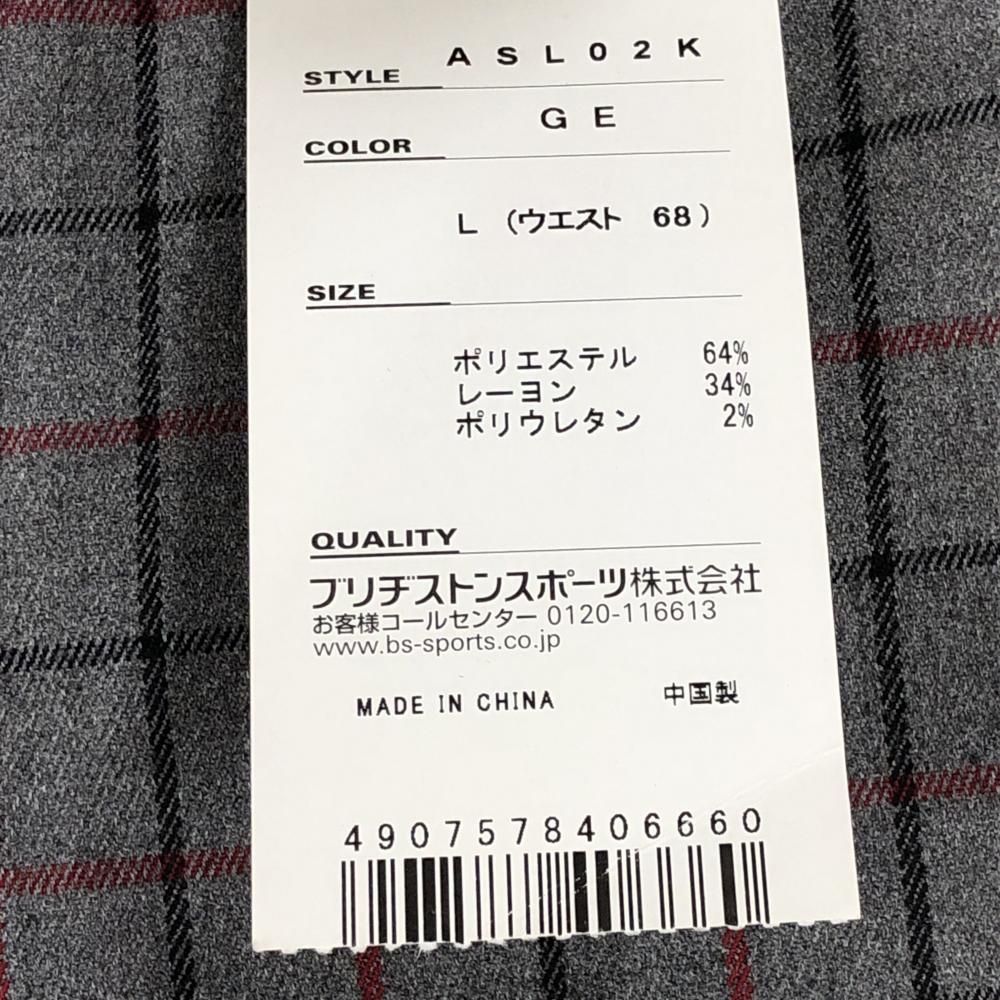 STYLE ASL02K
COLOR GE
L (ウエスト 68)
SIZE
ポリエステル 64%
レーヨン 34%
ポリウレタン 2%
QUALITY
ブリヂストンスポーツ株式会社
お客様コールセンター 0120-116613
www.bs-sports.co.jp
MADE IN CHINA 中国製
4907578406660